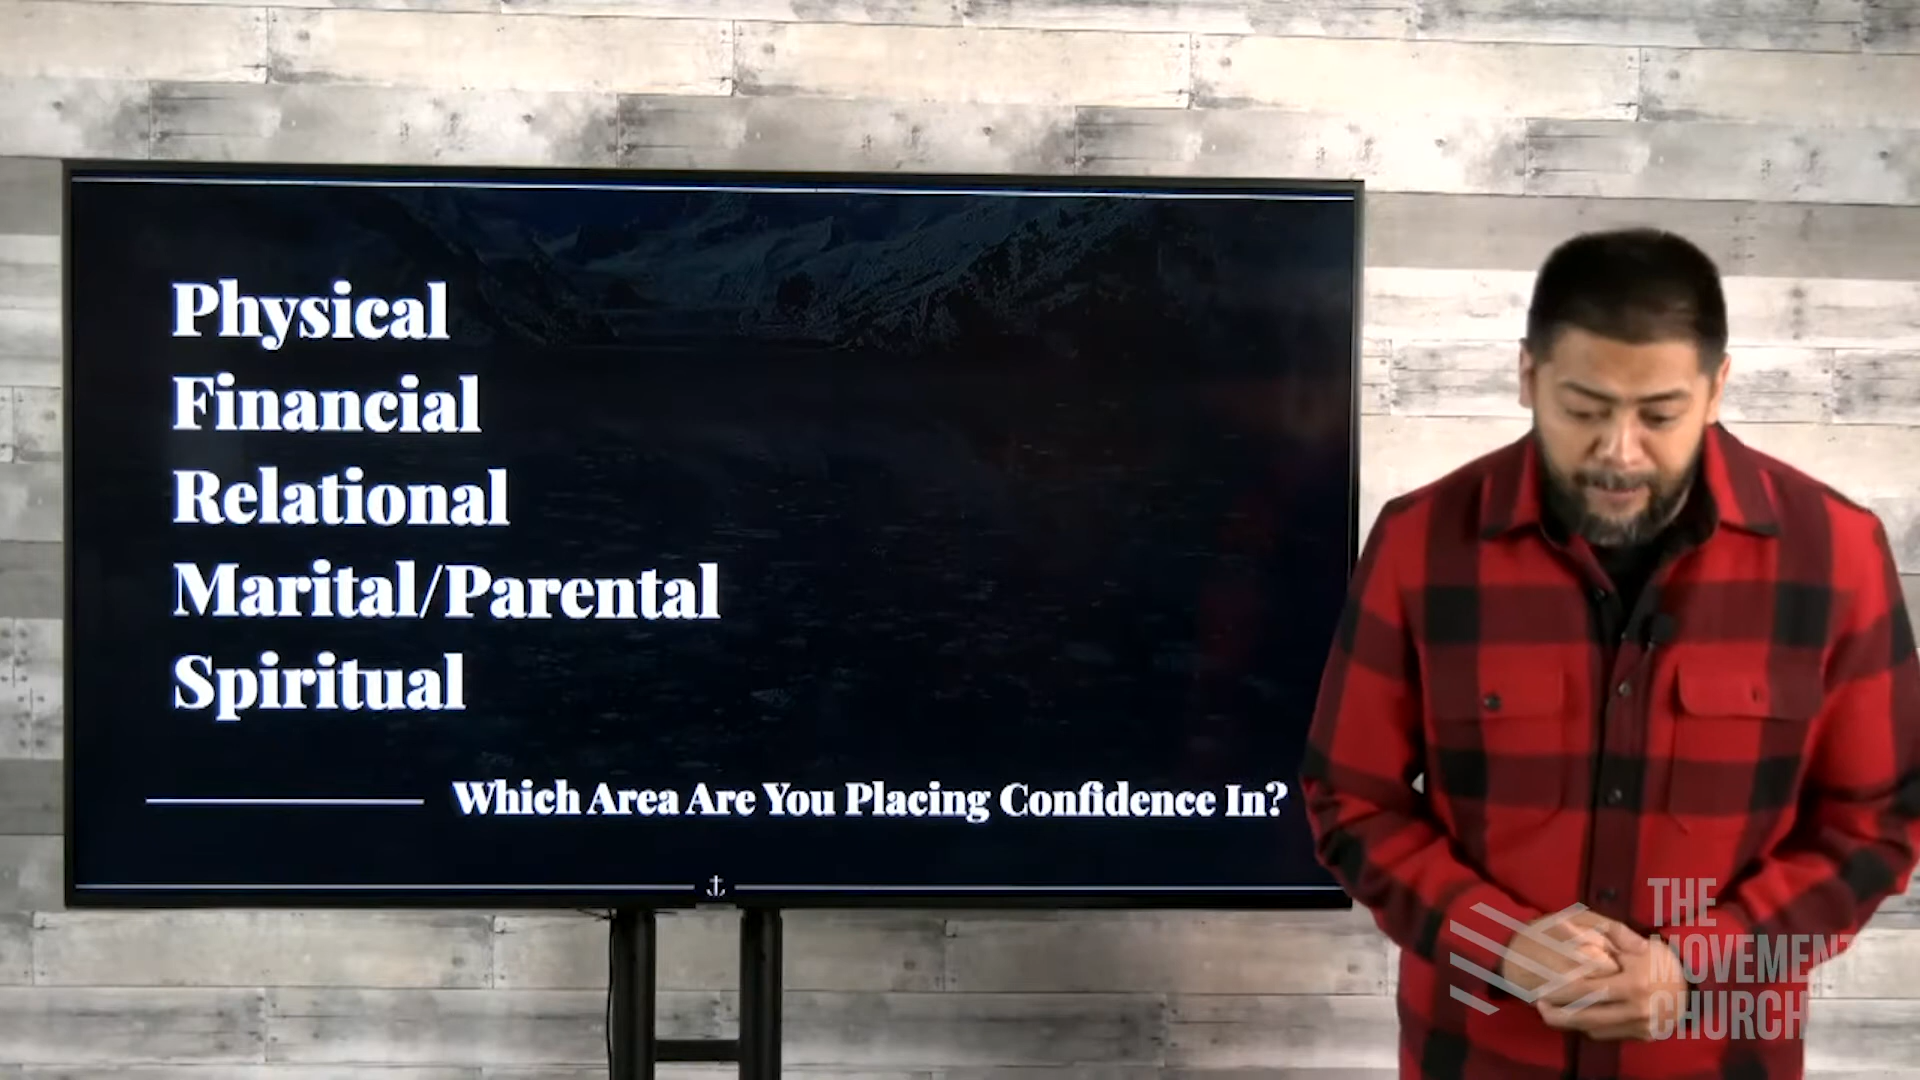 Physical
Financial
Relational
Marital/Parental
Spiritual
Which Area Are You Placing Confidence In?
THE
MOVEMENT
CHURCH